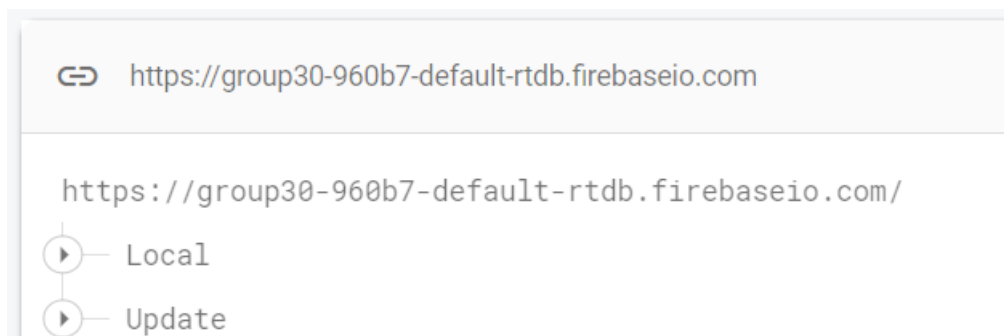 https://group30-960b7-default-rtdb.firebaseio.com
https://group30-960b7-default-rtdb.firebaseio.com/
Local
Update